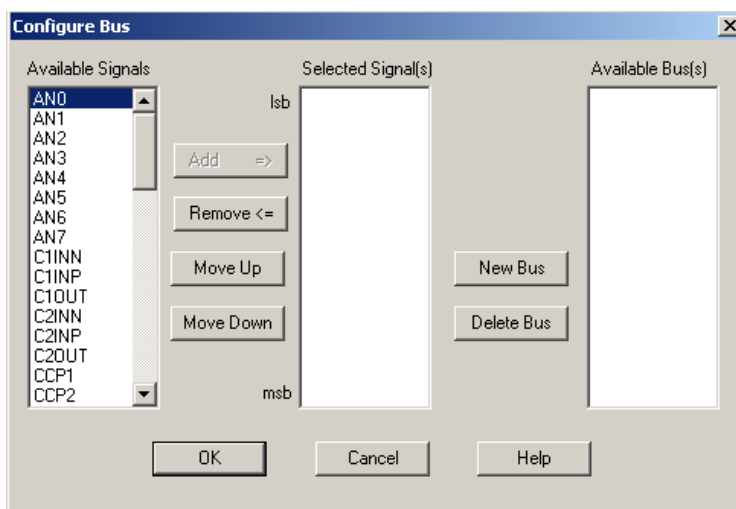 Configure Bus
Available Signals
Selected Signal(s)
Available Bus(s)
AN0
AN1
AN2
AN3
AN4
AN5
AN6
AN7
C1INN
C1INP
C1OUT
C2INN
C2INP
C2OUT
CCP1
CCP2
lsb
Add =>
Remove <=
Move Up
Move Down
msb
New Bus
Delete Bus
OK
Cancel
Help